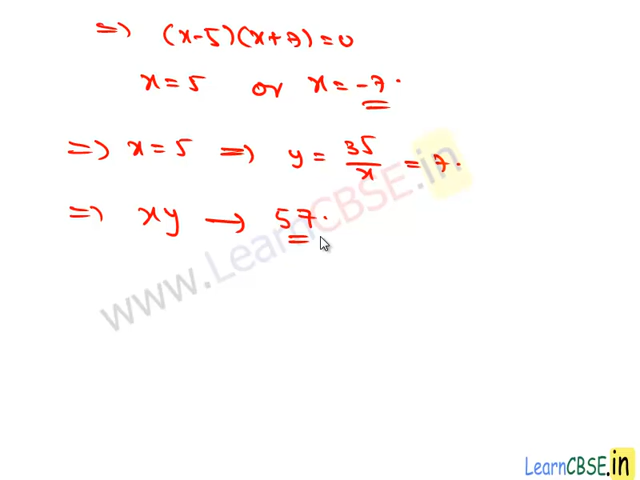 ⇒ (x-5)(x+7)=0
x=5 or x=-7.
⇒ x=5 ⇒ y = 35/x = 7.
⇒ xy → 57.
www.LearnCBSE.in
LearnCBSE.in